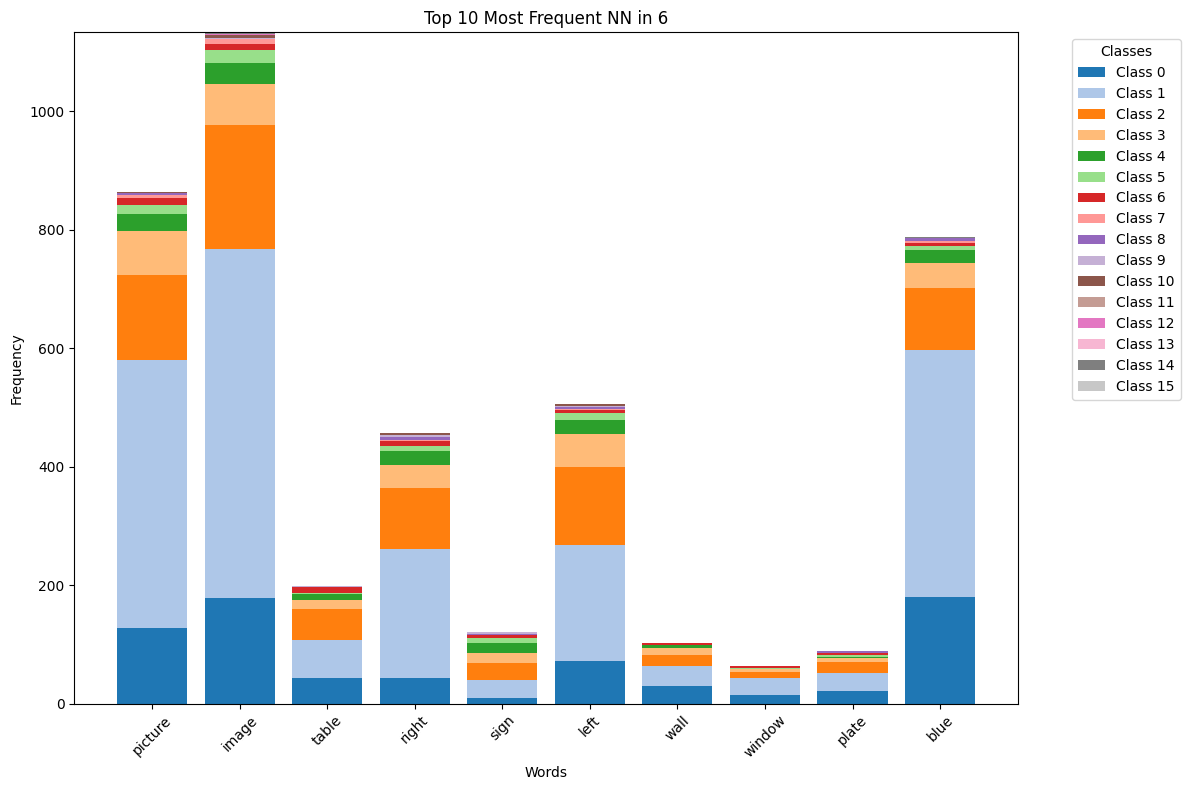 Top 10 Most Frequent NN in 6
Frequency
1000
800
600
400
200
0
picture
image
table
right
sign
left
wall
window
plate
blue
Words
Classes
Class 0
Class 1
Class 2
Class 3
Class 4
Class 5
Class 6
Class 7
Class 8
Class 9
Class 10
Class 11
Class 12
Class 13
Class 14
Class 15